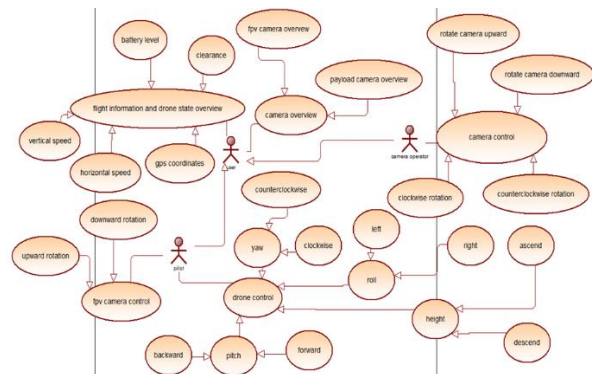 fpv camera overvew
rotate camera upward
battery level
clearance
payload camera overview
rotate camera downward
flight information and drone state overview
camera overview
camera control
vertical speed
user
camera operator
horizontal speed
gps coordinates
counterclockwise
clockwise rotation
counterclockwise rotation
downward rotation
left
upward rotation
pilot
yaw
clockwise
right
ascend
roll
fpv camera control
drone control
height
backward
pitch
forward
descend